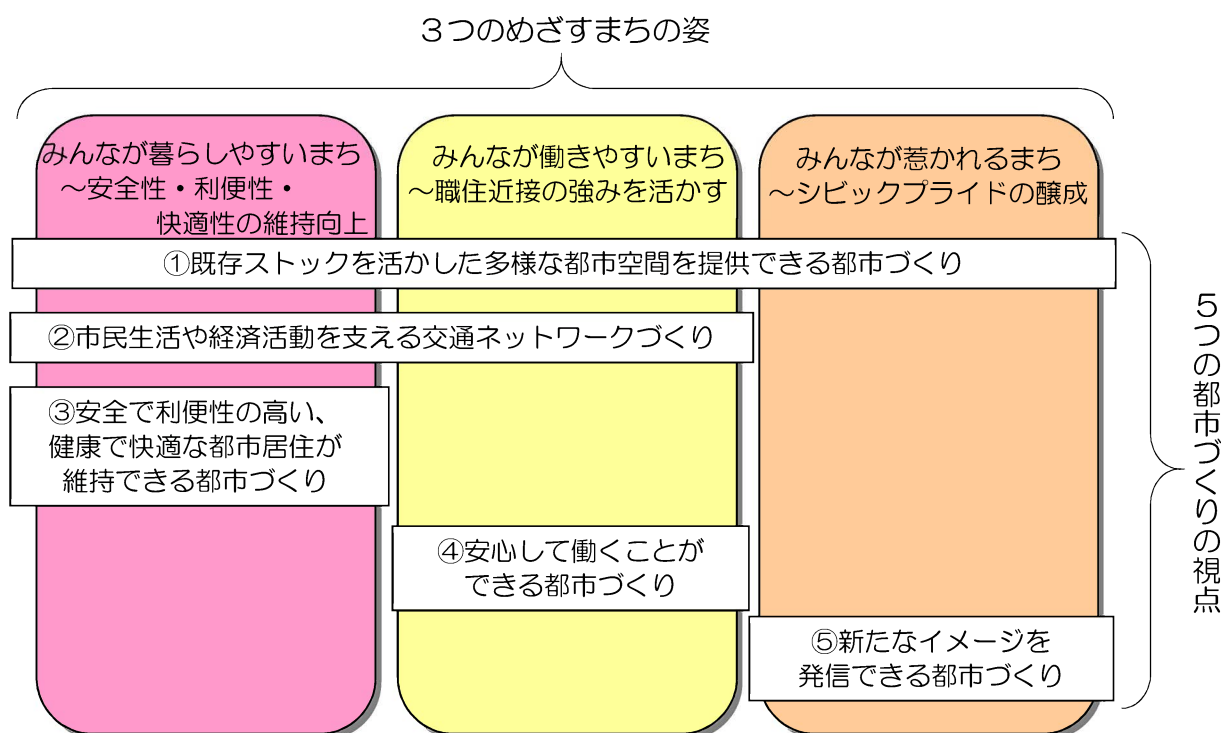 ３つのめざすまちの姿
みんなが暮らしやすいまち
～安全性・利便性・
快適性の維持向上
みんなが働きやすいまち
～職住近接の強みを活かす
みんなが惹かれるまち
～シビックプライドの醸成
①既存ストックを活かした多様な都市空間を提供できる都市づくり
②市民生活や経済活動を支える交通ネットワークづくり
③安全で利便性の高い、
健康で快適な都市居住が
維持できる都市づくり
④安心して働くことが
できる都市づくり
⑤新たなイメージを
発信できる都市づくり
５つの都市づくりの視点